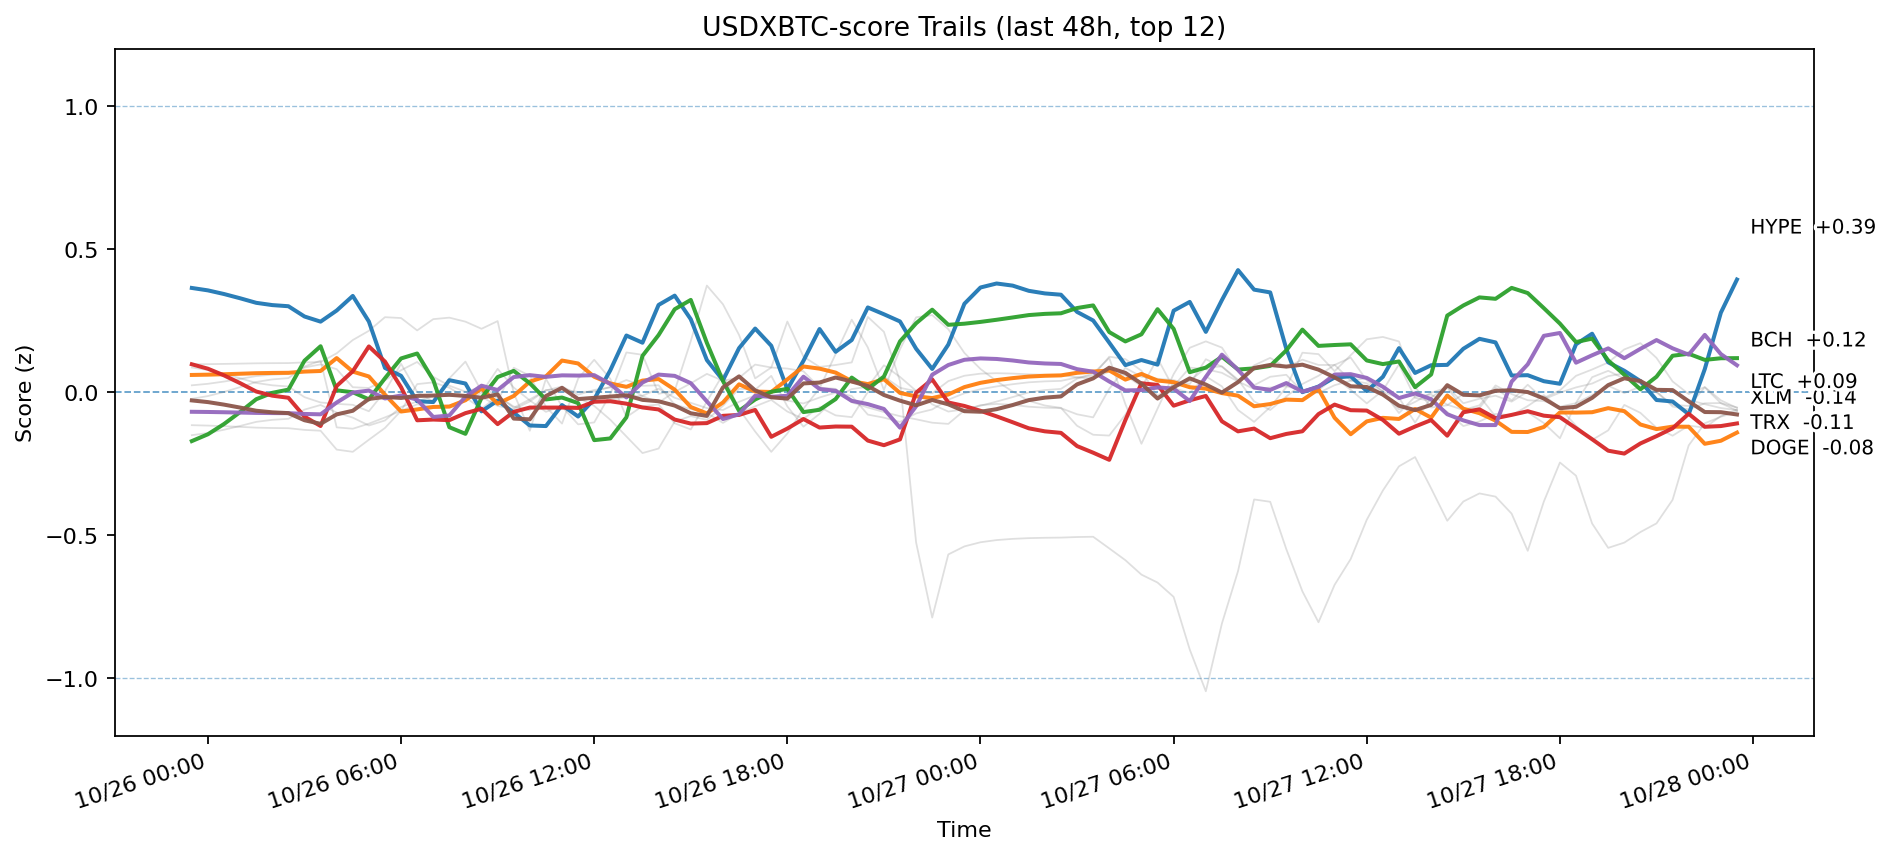 USDXBTC-score Trails (last 48h, top 12)
Score (z)
1.0
0.5
0.0
−0.5
−1.0
HYPE +0.39
BCH +0.12
LTC +0.09
XLM -0.14
TRX -0.11
DOGE -0.08
10/26 00:00
10/26 06:00
10/26 12:00
10/26 18:00
10/27 00:00
10/27 06:00
10/27 12:00
10/27 18:00
10/28 00:00
Time